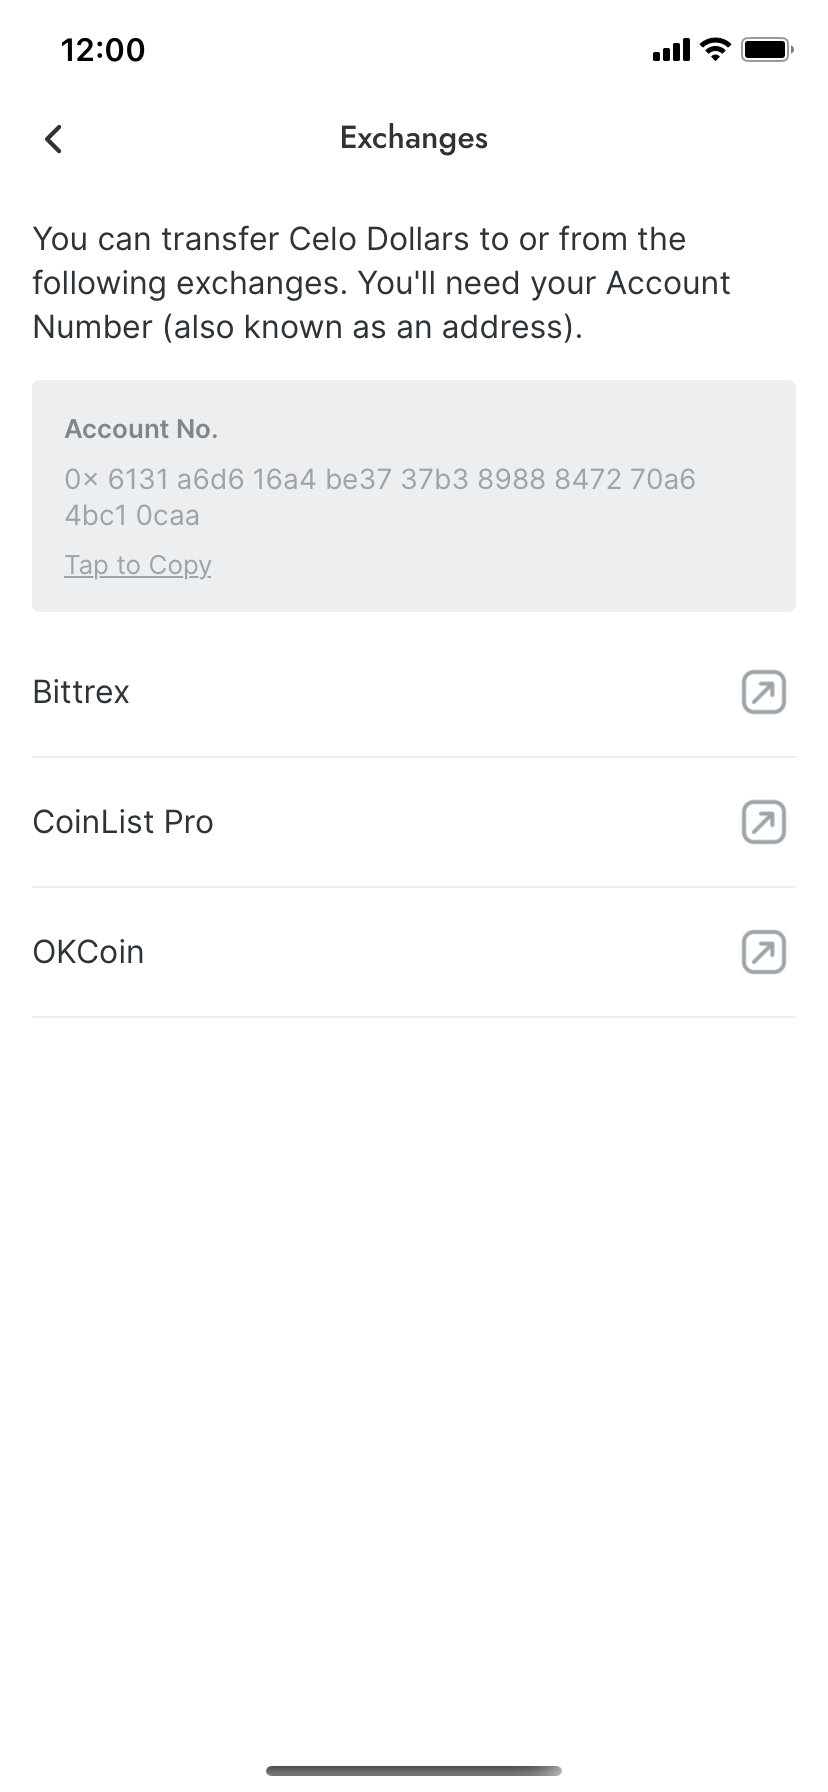 12:00
Exchanges
You can transfer Celo Dollars to or from the
following exchanges. You'll need your Account
Number (also known as an address).
Account No.
0x 6131 a6d6 16a4 be37 37b3 8988 8472 70a6
4bc1 0caa
Tap to Copy
Bittrex
CoinList Pro
OKCoin